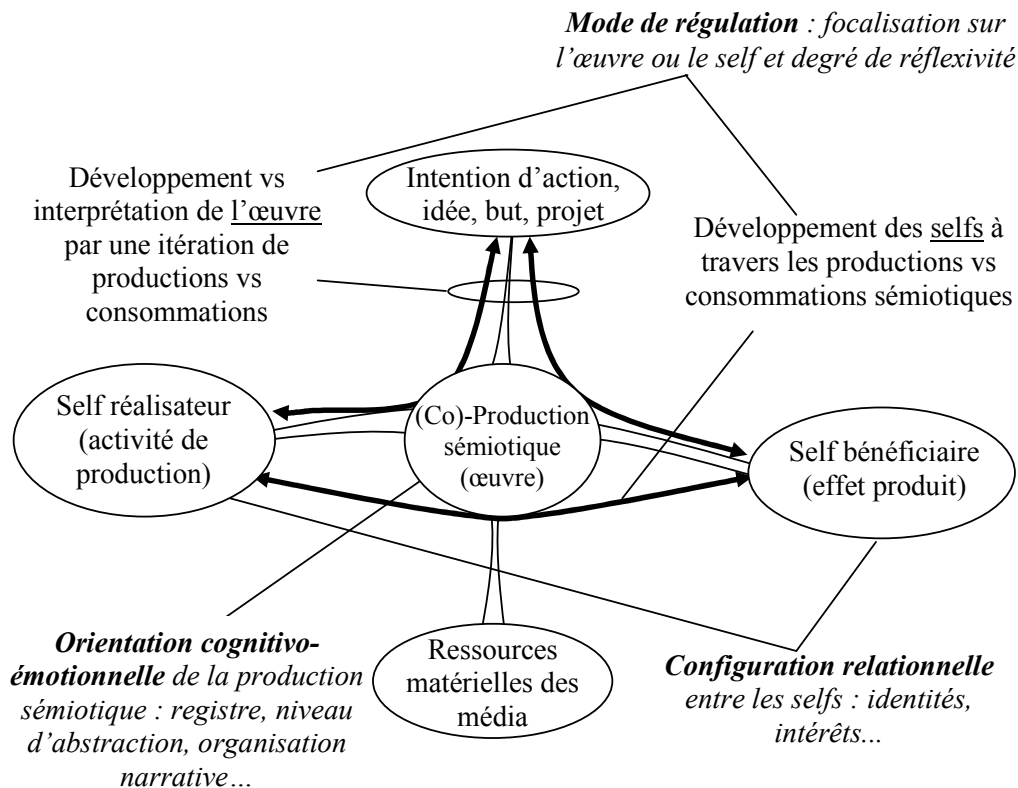 Mode de régulation : focalisation sur
l’œuvre ou le self et degré de réflexivité
Développement vs
interprétation de l’œuvre
par une itération de
productions vs
consommations
Intention d’action,
idée, but, projet
Développement des selfs à
travers les productions vs
consommations sémiotiques
Self réalisateur
(activité de
production)
(Co)-Production
sémiotique
(œuvre)
Self bénéficiaire
(effet produit)
Orientation cognitivo-
émotionnelle de la production
sémiotique : registre, niveau
d’abstraction, organisation
narrative…
Ressources
matérielles des
média
Configuration relationnelle
entre les selfs : identités,
intérêts...